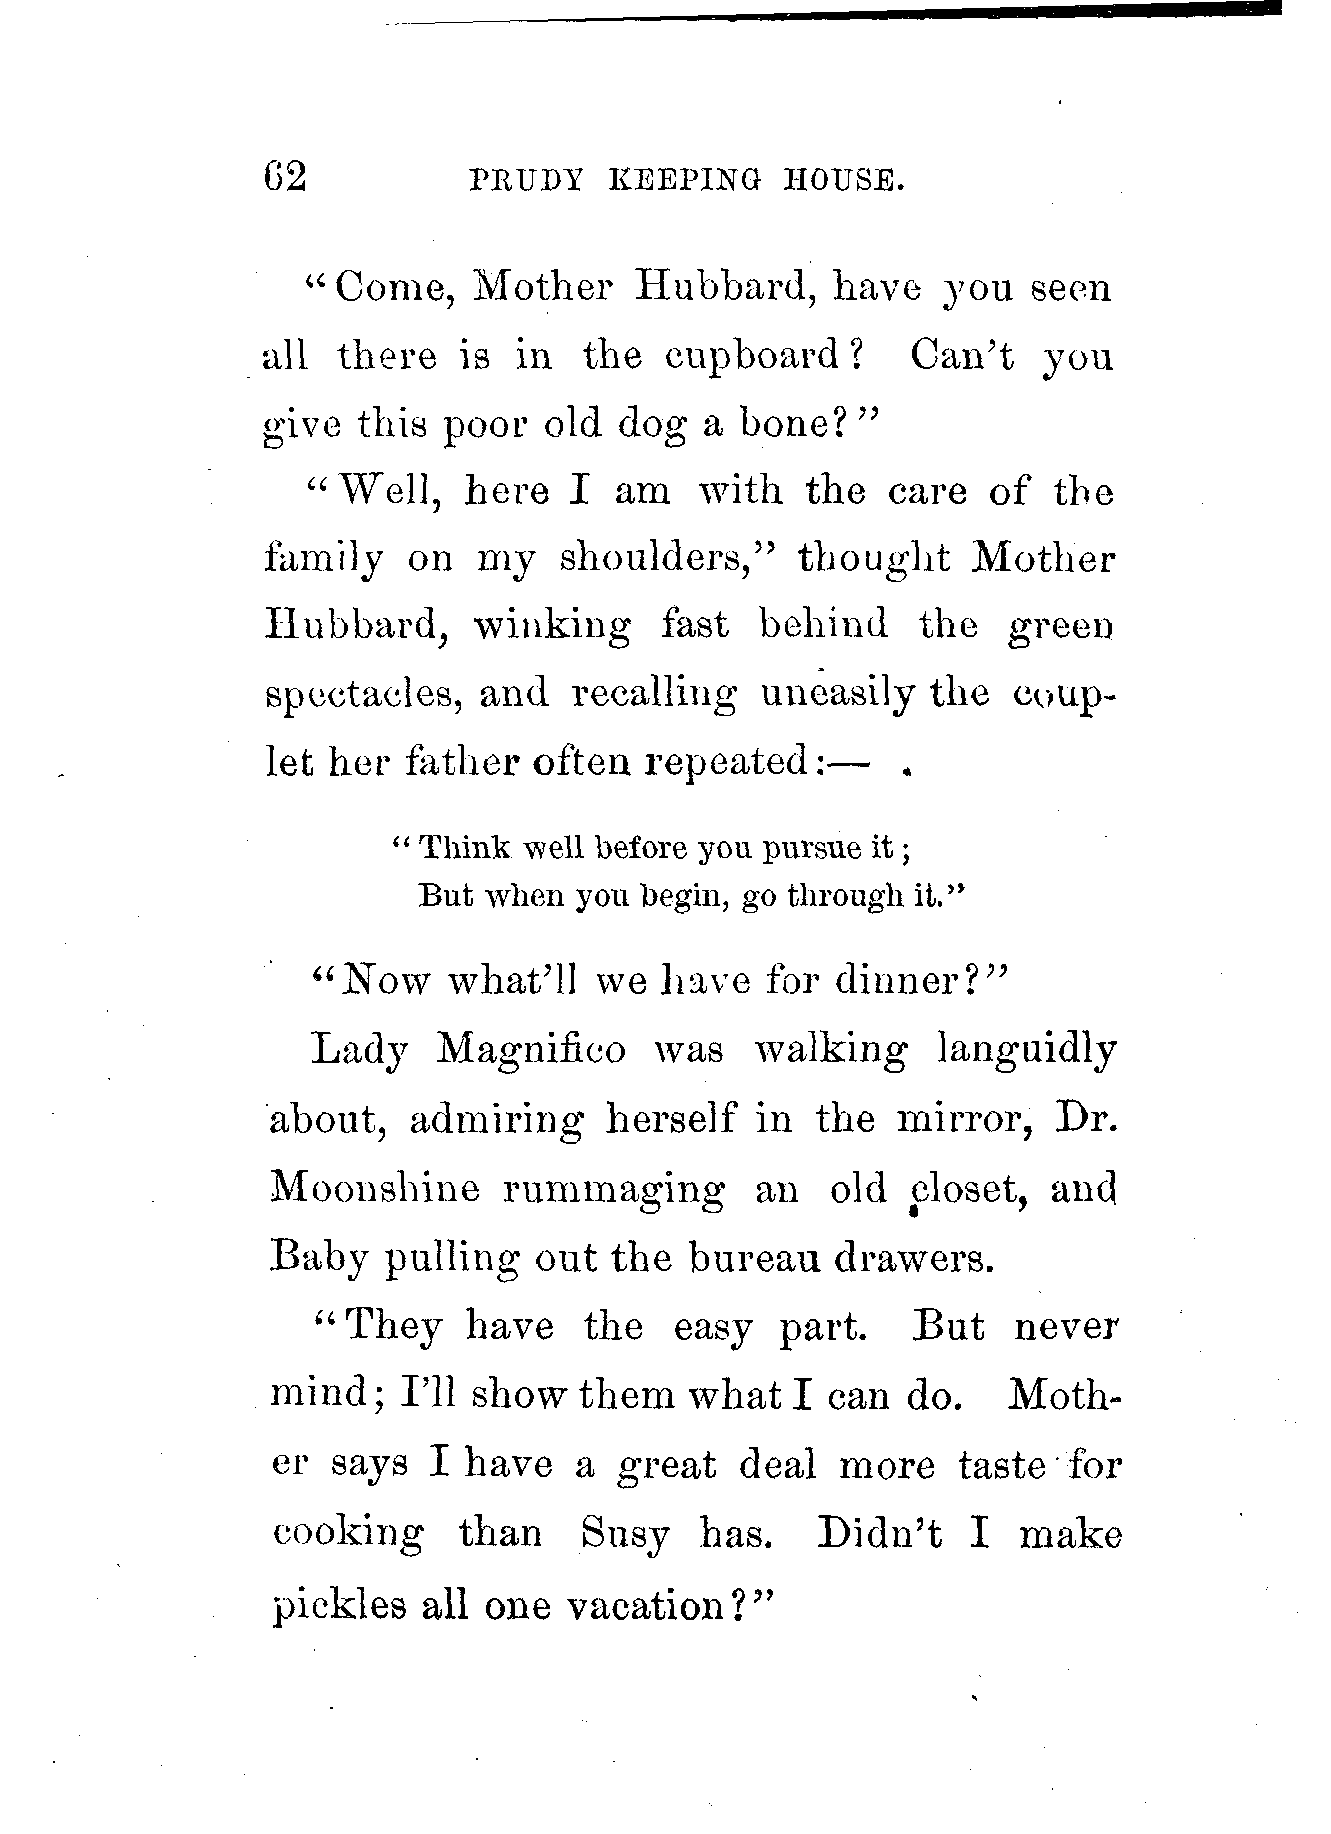 62 PRUDY KEEPING HOUSE.
"Come, Mother Hubbard, have you seen
all there is in the cupboard? Can't you
give this poor old dog a bone?"
"Well, here I am with the care of the
family on my shoulders," thought Mother
Hubbard, winking fast behind the green
spectacles, and recalling uneasily the coup-
let her father often repeated:—
"Think well before you pursue it;
But when you begin, go through it."
"Now what'll we have for dinner?"
Lady Magnifico was walking languidly
about, admiring herself in the mirror, Dr.
Moonshine rummaging an old closet, and
Baby pulling out the bureau drawers.
"They have the easy part. But never
mind; I'll show them what I can do. Moth-
er says I have a great deal more taste for
cooking than Susy has. Didn't I make
pickles all one vacation?"